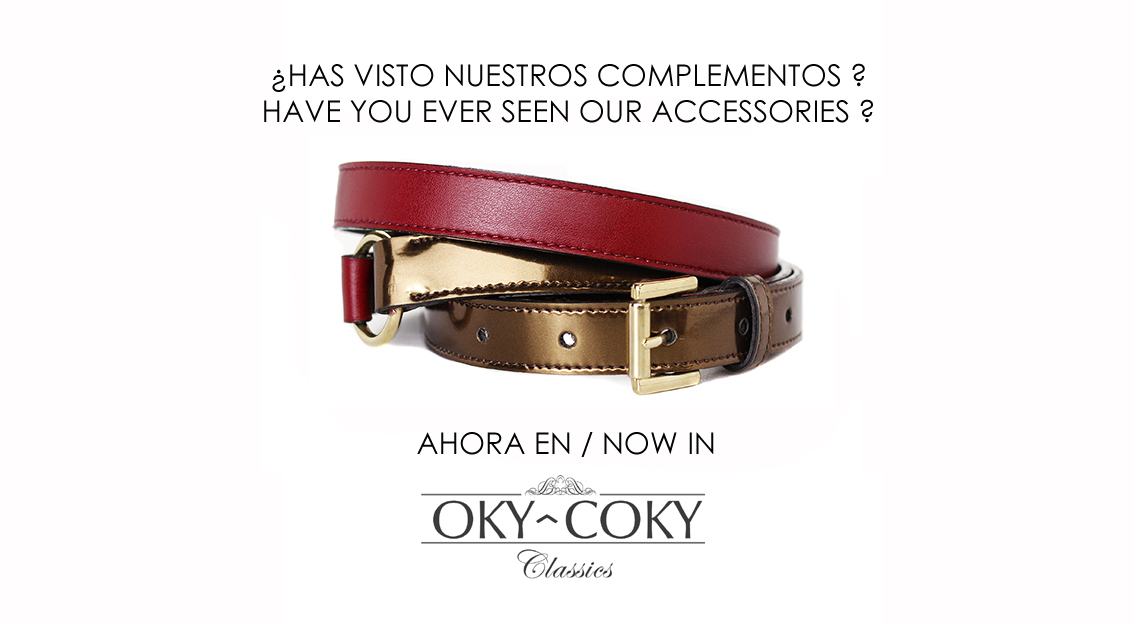 ¿HAS VISTO NUESTROS COMPLEMENTOS ?
HAVE YOU EVER SEEN OUR ACCESSORIES ?
AHORA EN / NOW IN
OKY^COKY
Classics